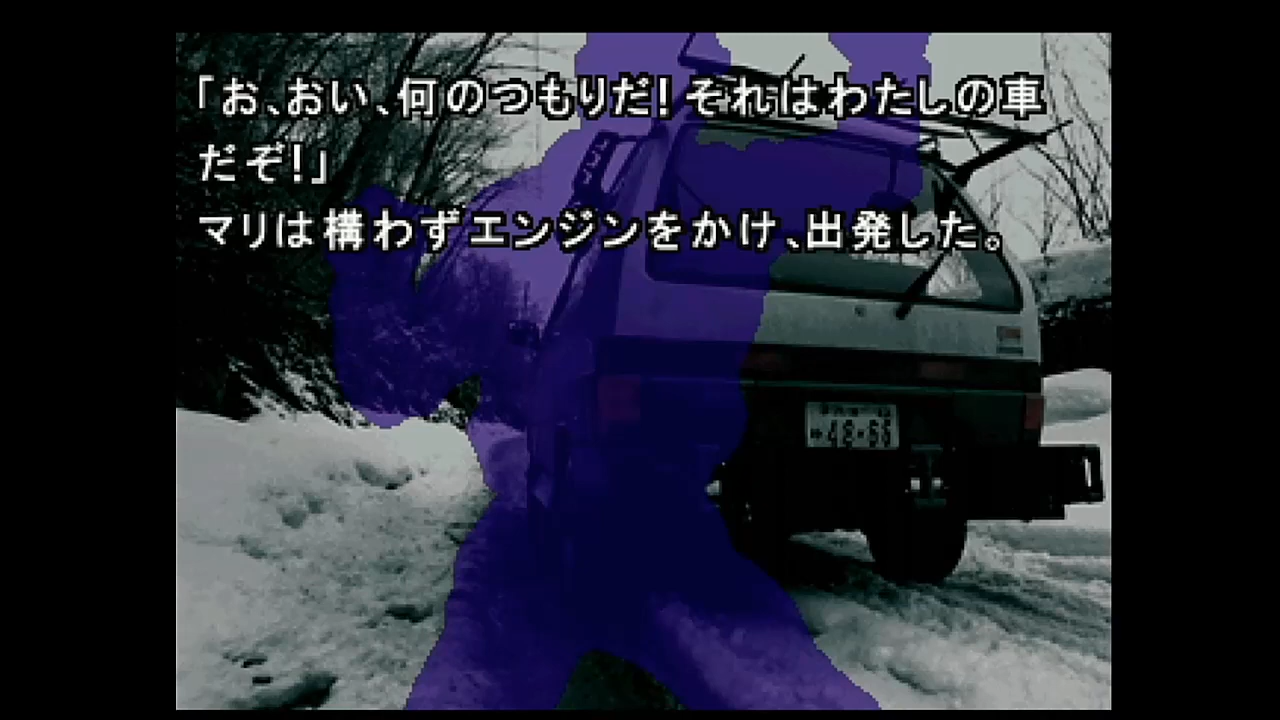 「お、おい、何のつもりだ！それはわたしの車
だぞ！」
マリは構わずエンジンをかけ、出発した。